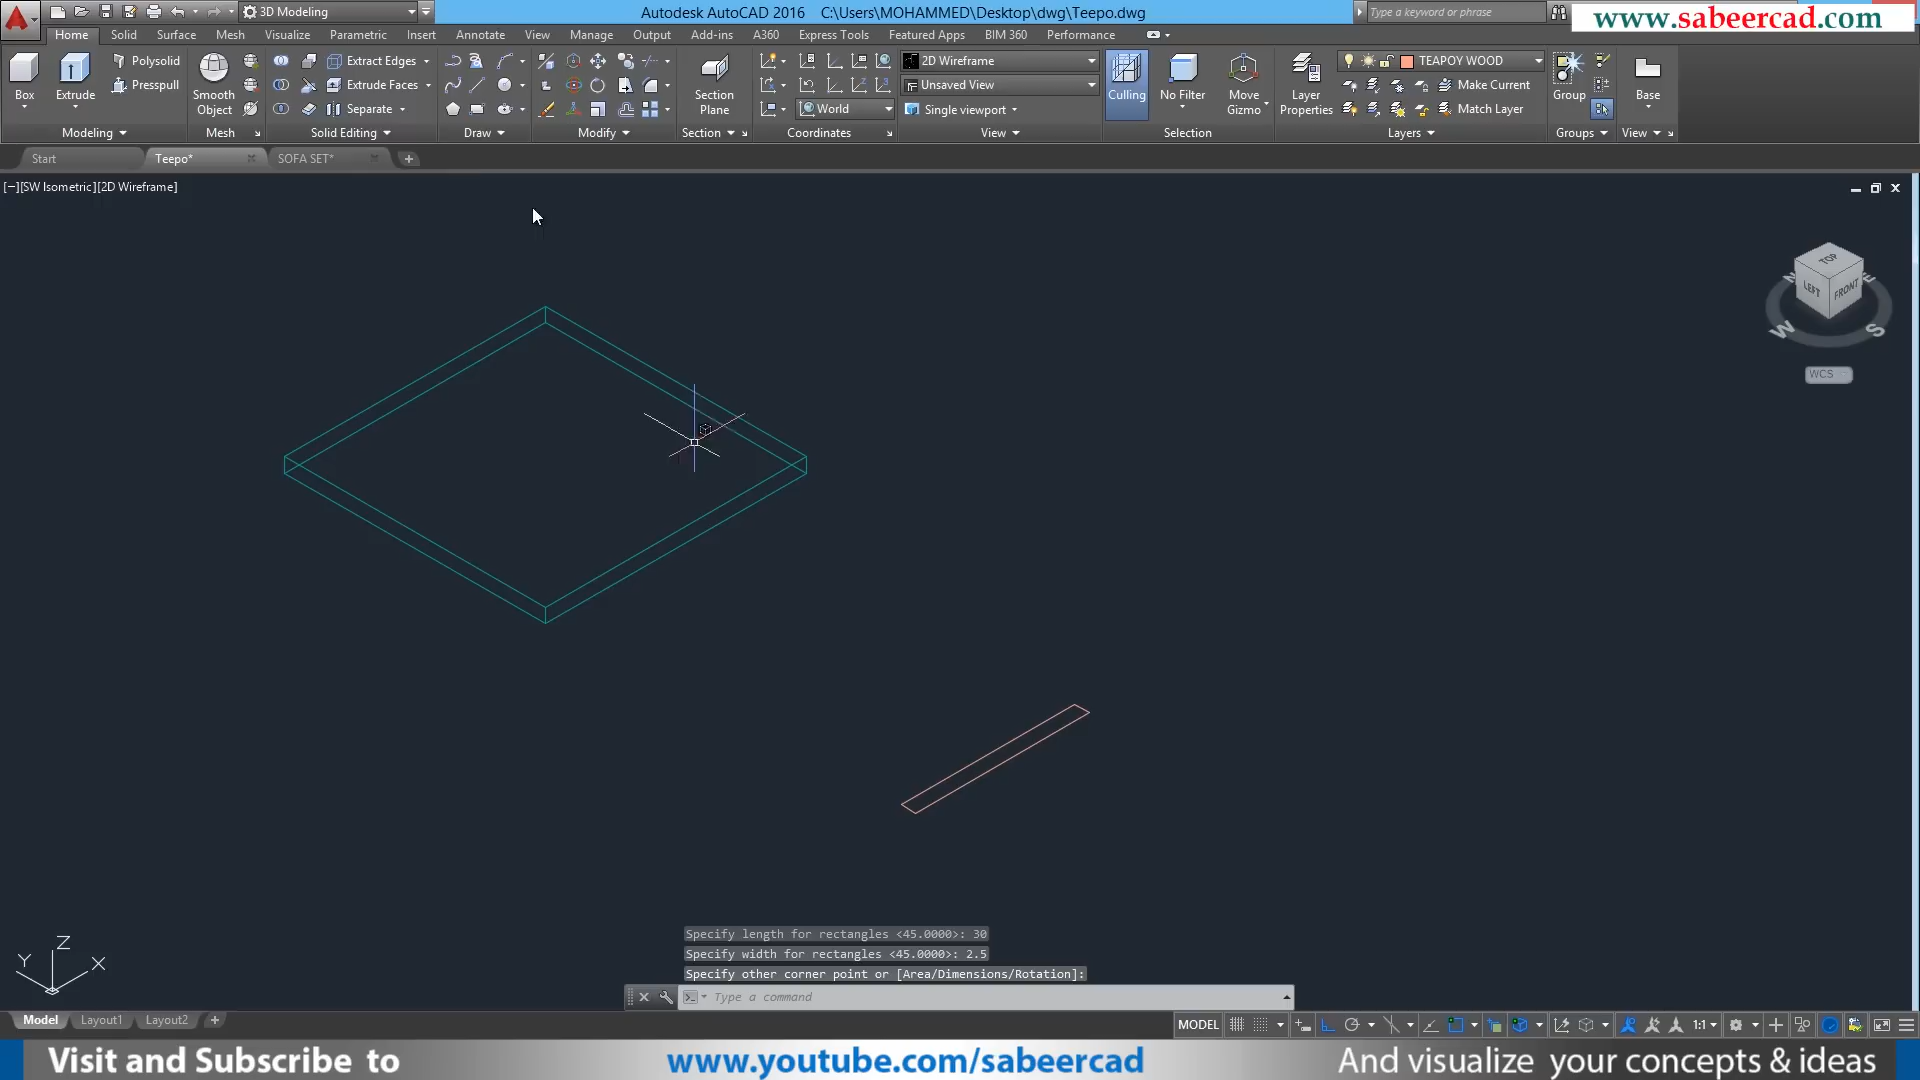 3D Modeling
Autodesk AutoCAD 2016 C:\Users\MOHAMMED\Desktop\dwg\Teepo.dwg
Type a keyword or phrase
www.sabeercad.com
Home Solid Surface Mesh Visualize Parametric Insert Annotate View Manage Output Add-ins A360 Express Tools Featured Apps BIM 360 Performance
Polysolid
Presspull
Box
Extrude
Modeling
Smooth
Object
Mesh
Extract Edges
Extrude Faces
Separate
Solid Editing
Draw
Modify
Section
Plane
Section
World
Coordinates
2D Wireframe
Unsaved View
Single viewport
View
Culling
No Filter
Move
Gizmo
Selection
Layer
Properties
TEAPOY WOOD
Make Current
Match Layer
Layers
Group
Groups
Base
View
Start
Teepo*
SOFA SET*
[−][SW Isometric][2D Wireframe]
TOP
LEFT
FRONT
N
E
W
S
WCS
Z
Y
X
Specify length for rectangles <45.0000>: 30
Specify width for rectangles <45.0000>: 2.5
Specify other corner point or [Area/Dimensions/Rotation]:
Type a command
Model Layout1 Layout2
MODEL
1:1
Visit and Subscribe to www.youtube.com/sabeercad And visualize your concepts & ideas